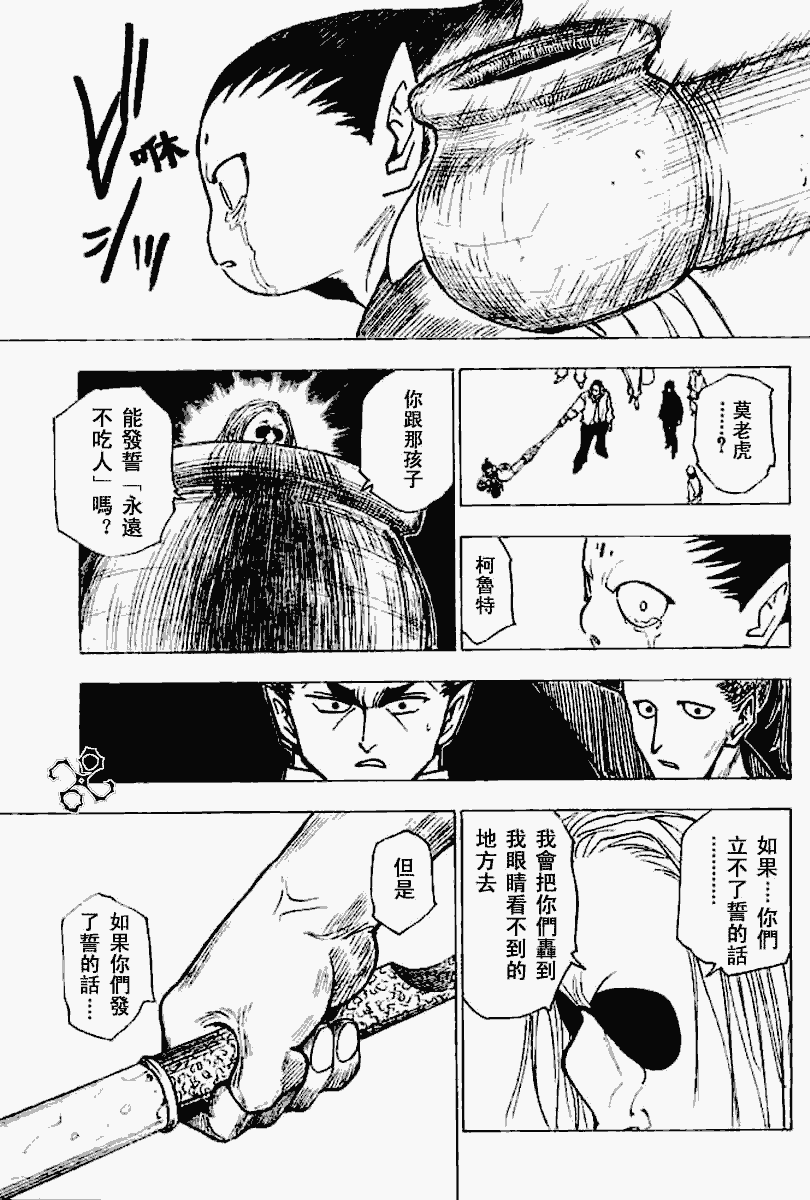 咻
莫老虎
……？
柯魯特
你跟那孩子
能發誓「永遠
不吃人」嗎？
如果…你們
立不了誓的話
…………
我會把你們轟到
我眼睛看不到的
地方去
但是
如果你們發
了誓的話…